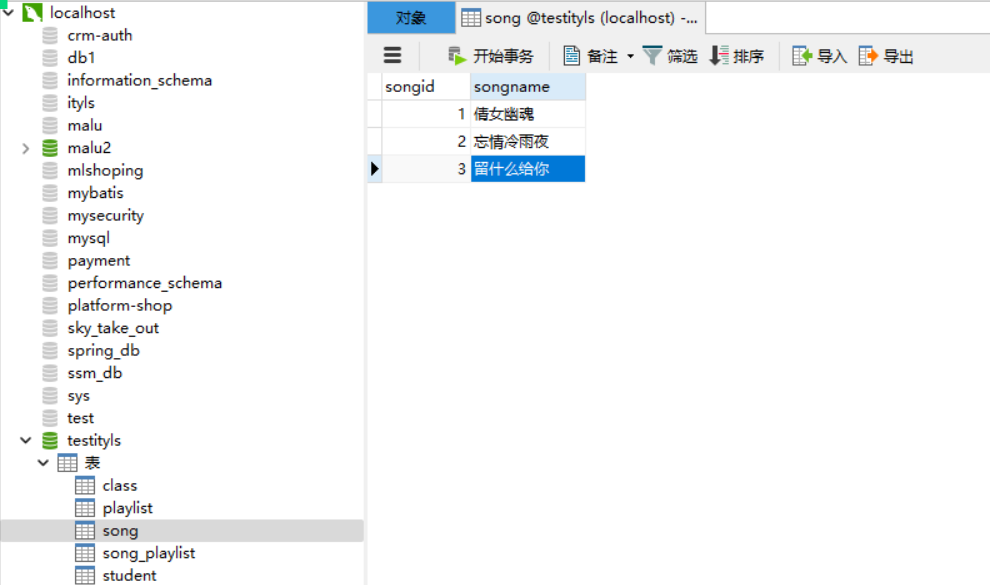 localhost
crm-auth
db1
information_schema
ityls
malu
malu2
mlshoping
mybatis
mysecurity
mysql
payment
performance_schema
platform-shop
sky_take_out
spring_db
ssm_db
sys
test
testityls
表
class
playlist
song
song_playlist
student
对象 song @testityls (localhost) -...
开始事务 备注 筛选 排序 导入 导出
songid songname
1 倩女幽魂
2 忘情冷雨夜
3 留什么给你